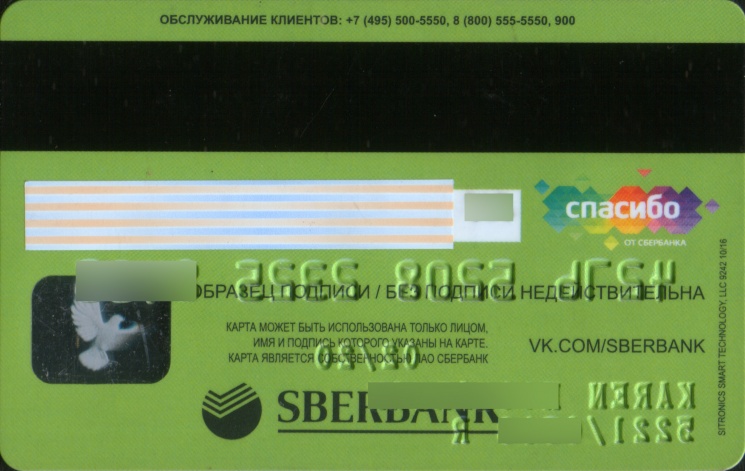 ОБСЛУЖИВАНИЕ КЛИЕНТОВ: +7 (495) 500-5550, 8 (800) 555-5550, 900
спасибо
ОТ СБЕРБАНКА
ОБРАЗЕЦ ПОДПИСИ / БЕЗ ПОДПИСИ НЕДЕЙСТВИТЕЛЬНА
КАРТА МОЖЕТ БЫТЬ ИСПОЛЬЗОВАНА ТОЛЬКО ЛИЦОМ,
ИМЯ И ПОДПИСЬ КОТОРОГО УКАЗАНЫ НА КАРТЕ.
КАРТА ЯВЛЯЕТСЯ СОБСТВЕННОСТЬЮ ПАО СБЕРБАНК
VK.COM/SBERBANK
SBERBANK
KAREN
5221/
R
SITRONICS SMART TECHNOLOGY, LLC 9242 10/16